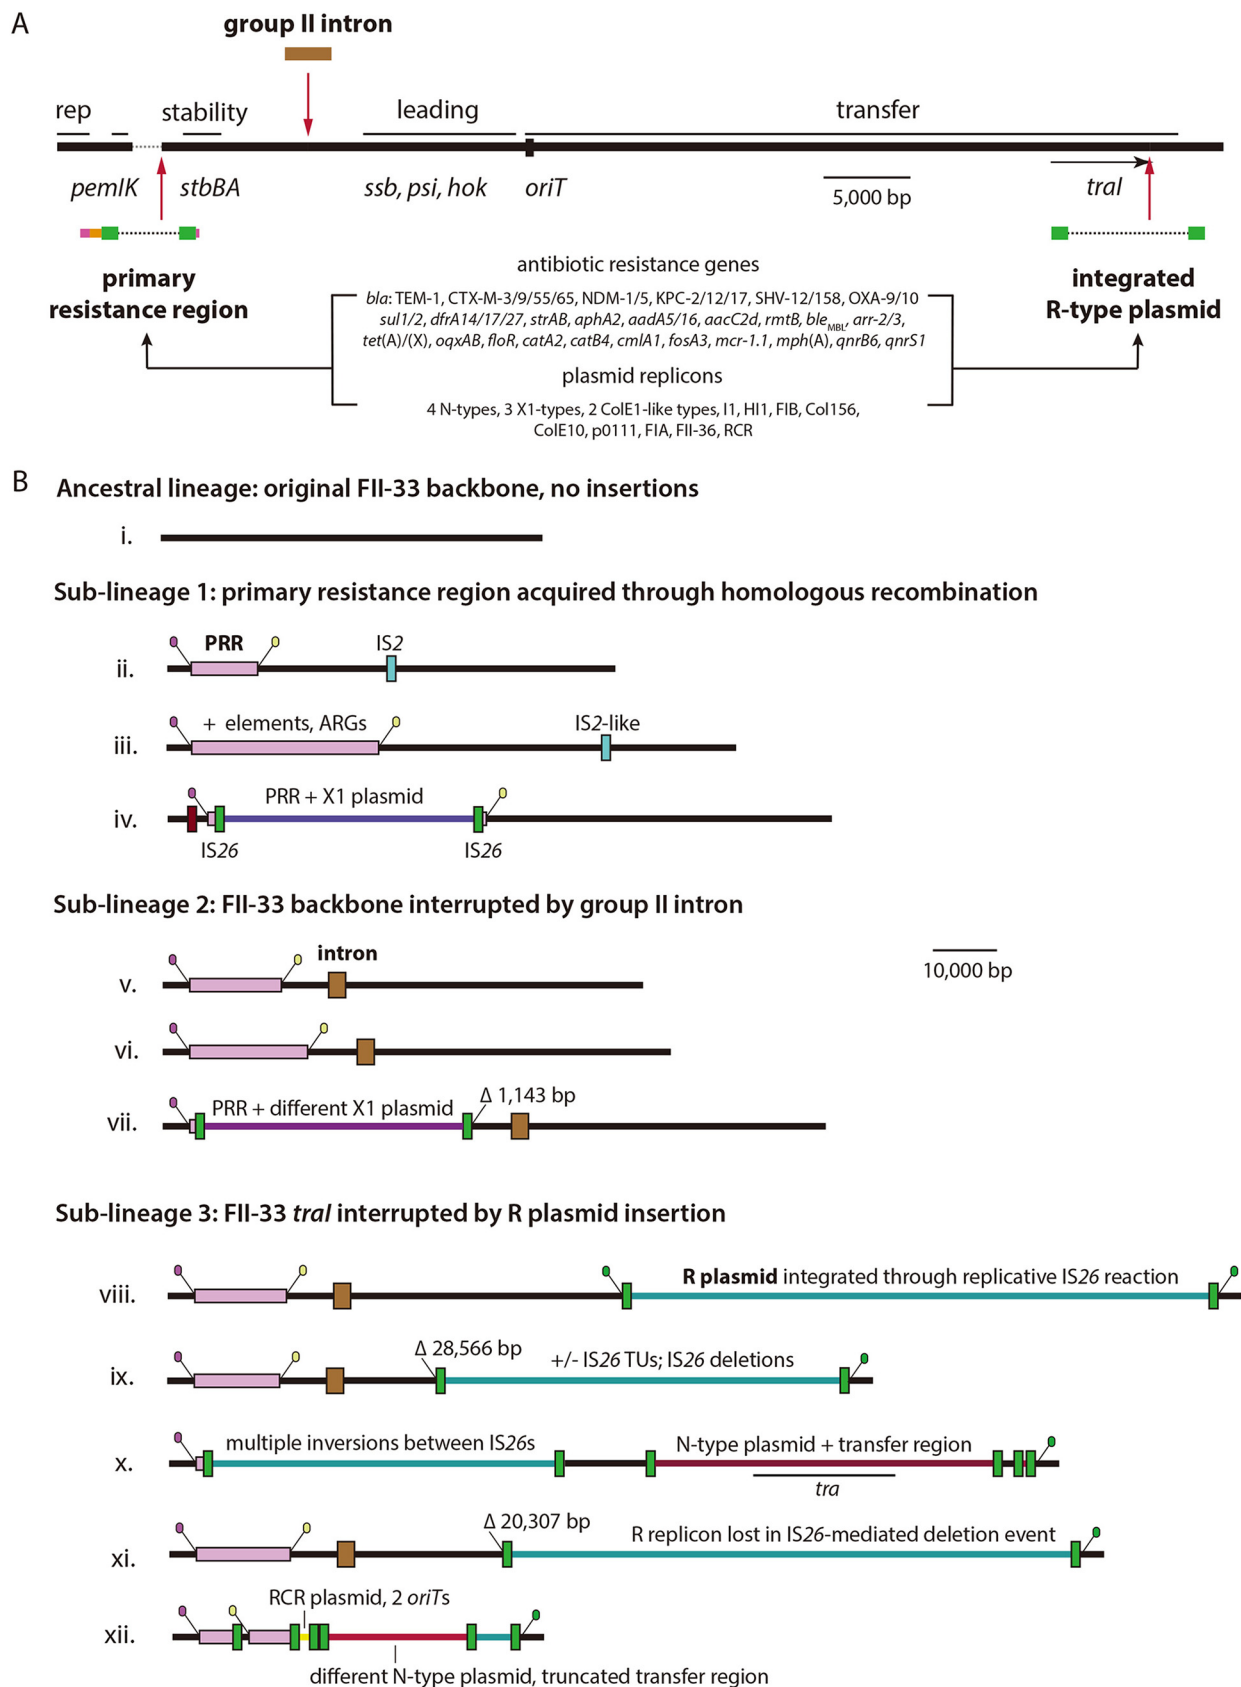 A
group II intron
rep
stability
leading
transfer
pemIK
stbBA
ssb, psi, hok
oriT
5,000 bp
traI
primary
resistance region
integrated
R-type plasmid
antibiotic resistance genes
bla: TEM-1, CTX-M-3/9/55/65, NDM-1/5, KPC-2/12/17, SHV-12/158, OXA-9/10
sul1/2, dfrA14/17/27, strAB, aphA2, aadA5/16, aacC2d, rmtB, bleMBL, arr-2/3,
tet(A)/(X), oqxAB, floR, catA2, catB4, cmlA1, fosA3, mcr-1.1, mph(A), qnrB6, qnrS1
plasmid replicons
4 N-types, 3 X1-types, 2 ColE1-like types, I1, HI1, FIB, Col156,
ColE10, p0111, FIA, FII-36, RCR
B
Ancestral lineage: original FII-33 backbone, no insertions
i.
Sub-lineage 1: primary resistance region acquired through homologous recombination
PRR
IS2
ii.
+ elements, ARGs
IS2-like
iii.
PRR + X1 plasmid
iv.
IS26
IS26
Sub-lineage 2: FII-33 backbone interrupted by group II intron
intron
10,000 bp
v.
vi.
Δ 1,143 bp
PRR + different X1 plasmid
vii.
Sub-lineage 3: FII-33 traI interrupted by R plasmid insertion
R plasmid integrated through replicative IS26 reaction
viii.
Δ 28,566 bp
+/- IS26 TUs; IS26 deletions
ix.
multiple inversions between IS26s
N-type plasmid + transfer region
x.
tra
Δ 20,307 bp
R replicon lost in IS26-mediated deletion event
xi.
RCR plasmid, 2 oriTs
xii.
different N-type plasmid, truncated transfer region